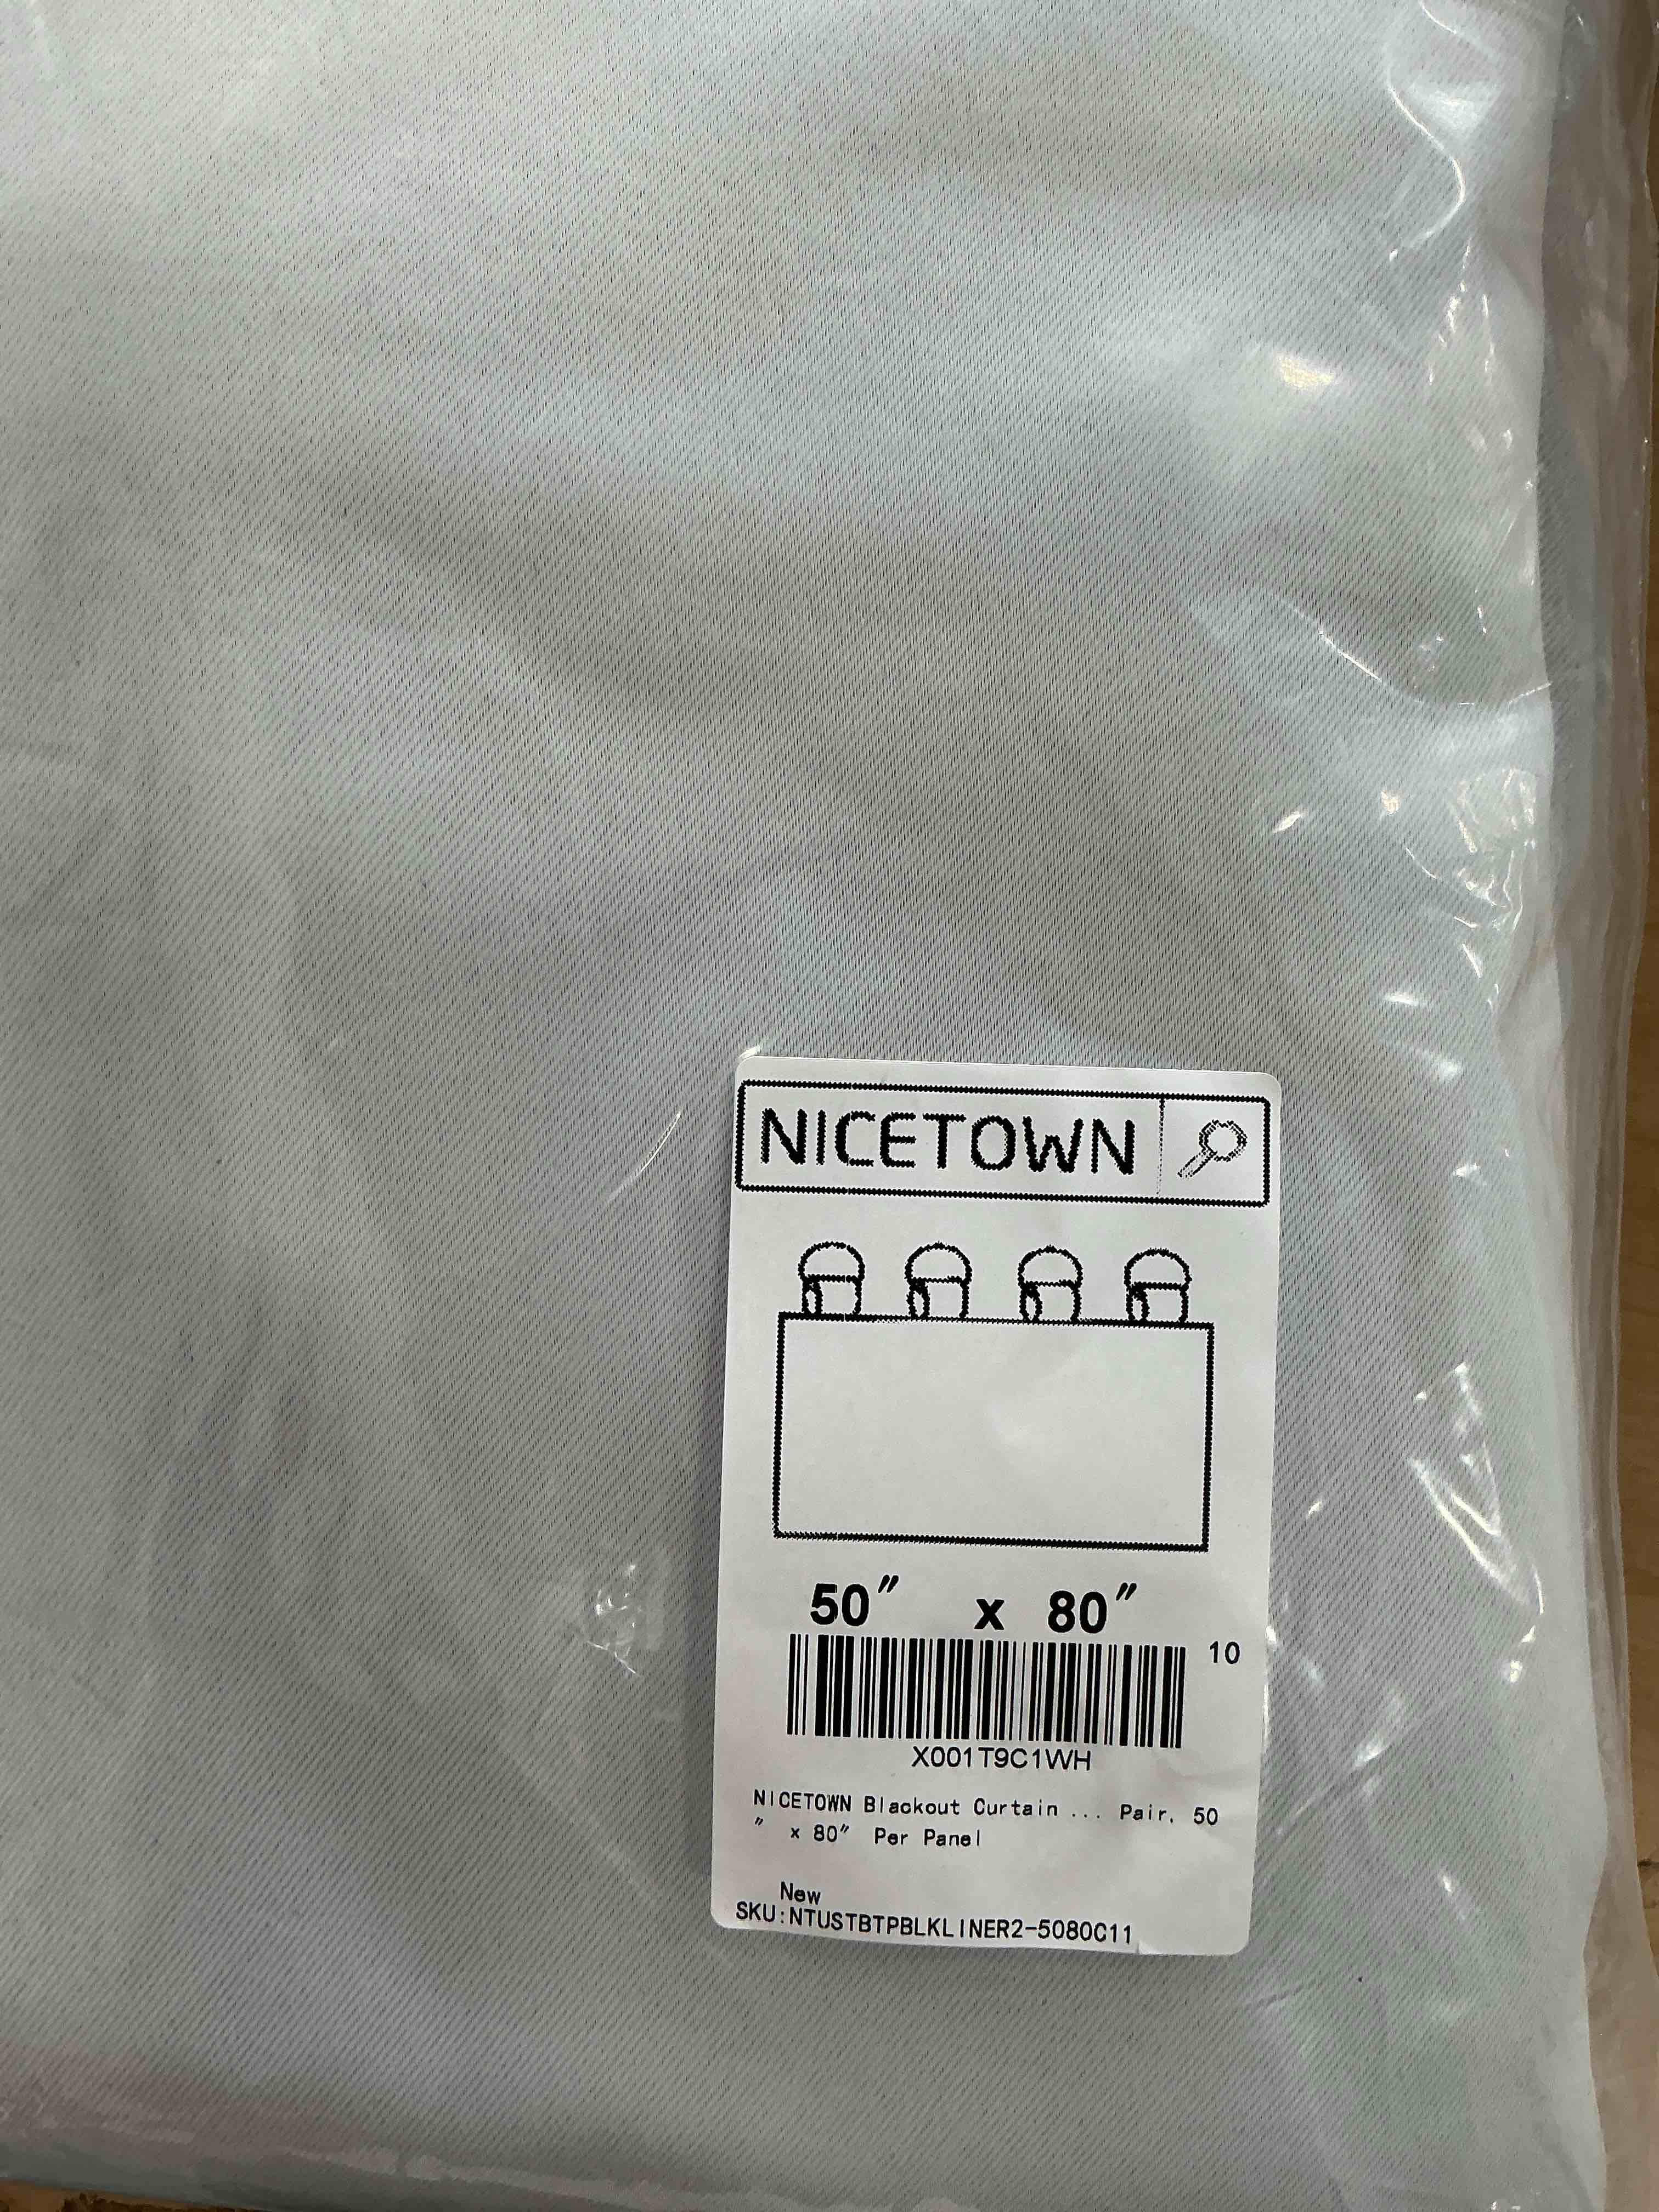 NICETOWN
50" x 80"
10
X001T9C1WH
NICETOWN Blackout Curtain ... Pair, 50
" x 80" Per Panel
New
SKU:NTUSTBTPBLKLINER2-5080C11